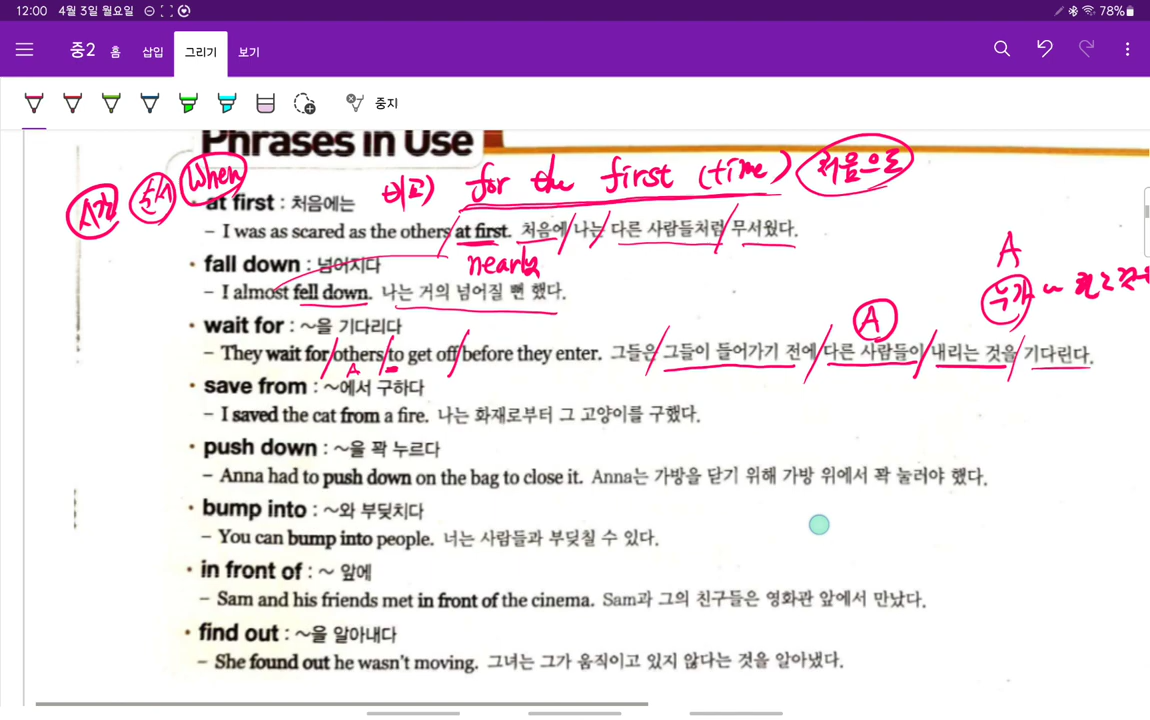 12:00 4월 3일 월요일 78%
중2 홈 삽입 그리기 보기
중지
Phrases in Use
시간 순서 When 비교) for the first (time) 처음으로
• at first : 처음에는
– I was as scared as the others at first. 처음에 나는 다른 사람들처럼 무서웠다.
nearly
• fall down : 넘어지다
– I almost fell down. 나는 거의 넘어질 뻔 했다.
A
누가
• wait for : ～을 기다리다
A
– They wait for others to get off before they enter. 그들은 그들이 들어가기 전에 다른 사람들이 내리는 것을 기다린다.
A
• save from : ～에서 구하다
– I saved the cat from a fire. 나는 화재로부터 그 고양이를 구했다.
• push down : ～을 꽉 누르다
– Anna had to push down on the bag to close it. Anna는 가방을 닫기 위해 가방 위에서 꽉 눌러야 했다.
• bump into : ～와 부딪치다
– You can bump into people. 너는 사람들과 부딪칠 수 있다.
• in front of : ～ 앞에
– Sam and his friends met in front of the cinema. Sam과 그의 친구들은 영화관 앞에서 만났다.
• find out : ～을 알아내다
– She found out he wasn't moving. 그녀는 그가 움직이고 있지 않다는 것을 알아냈다.